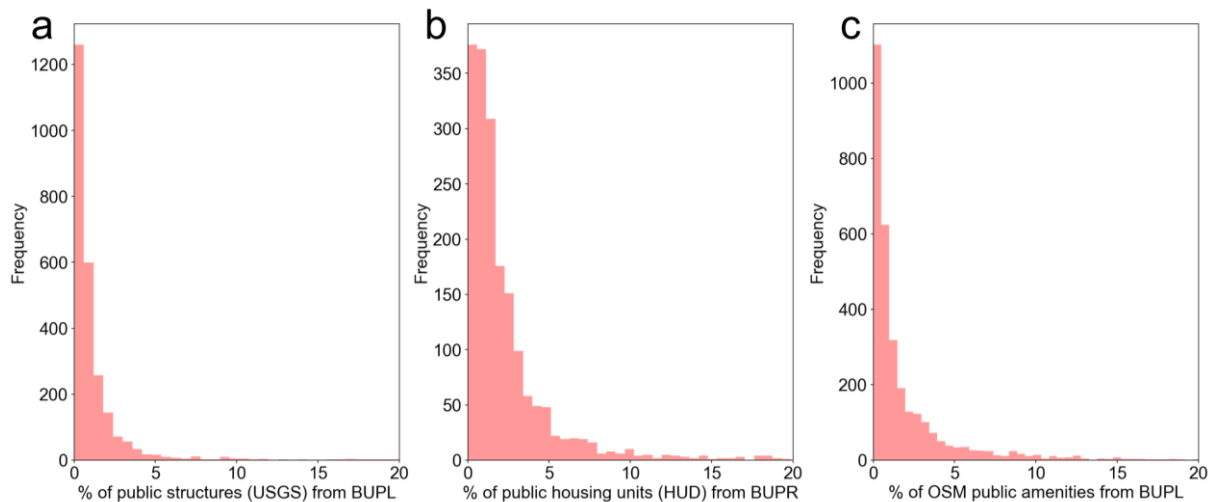 a
1200
1000
800
600
400
200
0
Frequency
0 5 10 15 20
% of public structures (USGS) from BUPL
b
350
300
250
200
150
100
50
0
Frequency
0 5 10 15 20
% of public housing units (HUD) from BUPR
c
1000
800
600
400
200
0
Frequency
0 5 10 15 20
% of OSM public amenities from BUPL